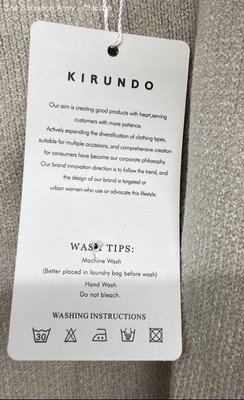 The Salvation Army - Chicago
KIRUNDO
Our aim is creating good products with heart,serving
customers with more patience.
Actively expanding the diversification of clothing types,
suitable for multiple occasions, and comprehensive creation
for consumers have become our corporate philosophy.
Our brand innovation direction is to follow the trend, and
the design of our brand is targeted at
urban women who use or advocate this lifestyle.
WASH TIPS:
Machine Wash
(Better placed in laundry bag before wash)
Hand Wash
Do not bleach.
WASHING INSTRUCTIONS
30